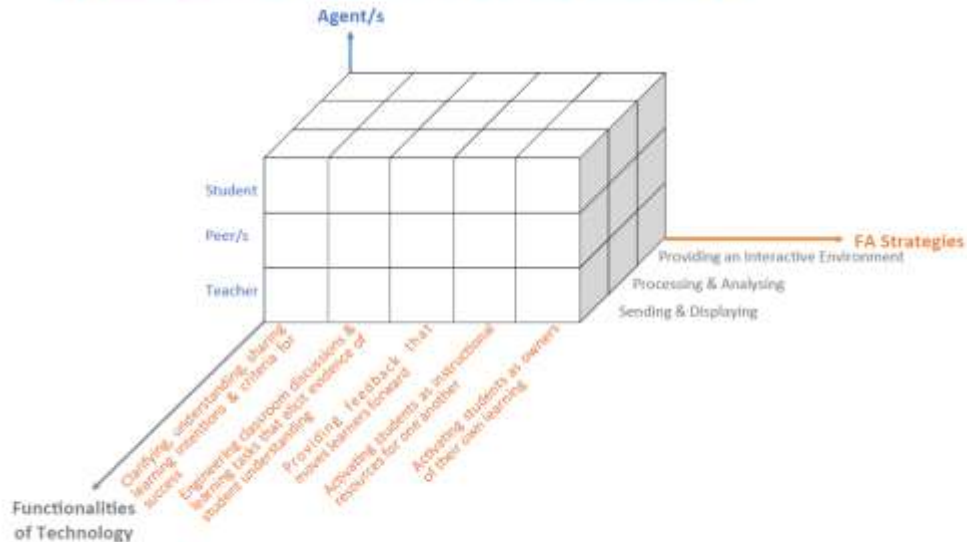 Agent/s
Student
Peer/s
Teacher
FA Strategies
Providing an Interactive Environment
Processing & Analysing
Sending & Displaying
Clarifying, understanding, sharing
learning intentions & criteria for
success
Engineering classroom discussions &
learning tasks that elicit evidence of
student understanding
Providing feedback that
moves learners forward
Activating students as instructional
resources for one another
Activating students as owners
of their own learning
Functionalities
of Technology